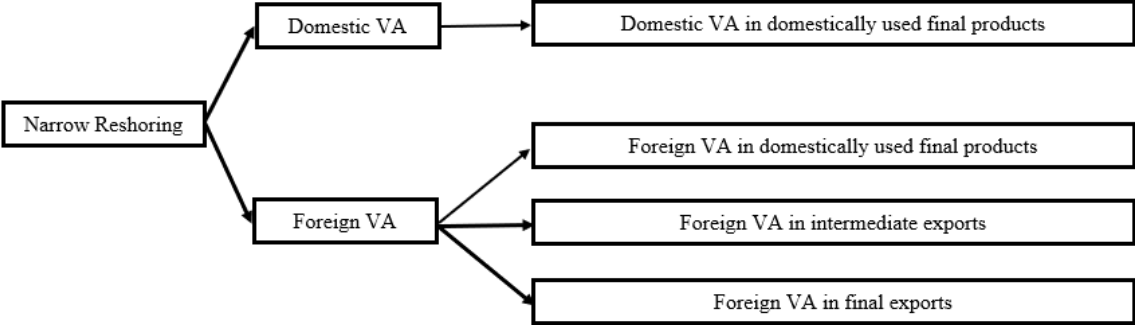 Domestic VA
Domestic VA in domestically used final products
Narrow Reshoring
Foreign VA in domestically used final products
Foreign VA
Foreign VA in intermediate exports
Foreign VA in final exports